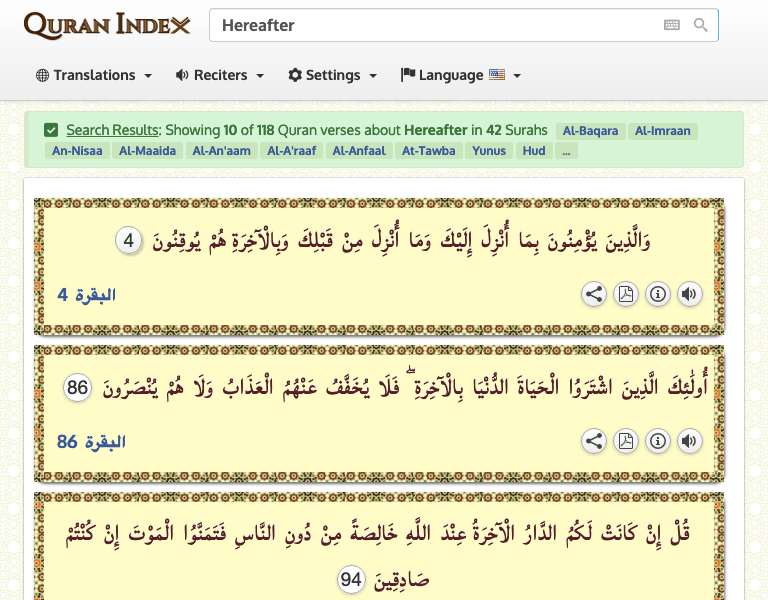 QURAN INDEX
Hereafter
Translations Reciters Settings Language
Search Results: Showing 10 of 118 Quran verses about Hereafter in 42 Surahs Al-Baqara Al-Imraan
An-Nisaa Al-Maaida Al-An'aam Al-A'raaf Al-Anfaal At-Tawba Yunus Hud ...
وَالَّذِينَ يُؤْمِنُونَ بِمَا أُنْزِلَ إِلَيْكَ وَمَا أُنْزِلَ مِنْ قَبْلِكَ وَبِالْآخِرَةِ هُمْ يُوقِنُونَ 4
البقرة 4
أُولَٰئِكَ الَّذِينَ اشْتَرَوُا الْحَيَاةَ الدُّنْيَا بِالْآخِرَةِ ۖ فَلَا يُخَفَّفُ عَنْهُمُ الْعَذَابُ وَلَا هُمْ يُنْصَرُونَ 86
البقرة 86
قُلْ إِنْ كَانَتْ لَكُمُ الدَّارُ الْآخِرَةُ عِنْدَ اللَّهِ خَالِصَةً مِنْ دُونِ النَّاسِ فَتَمَنَّوُا الْمَوْتَ إِنْ كُنْتُمْ
صَادِقِينَ 94